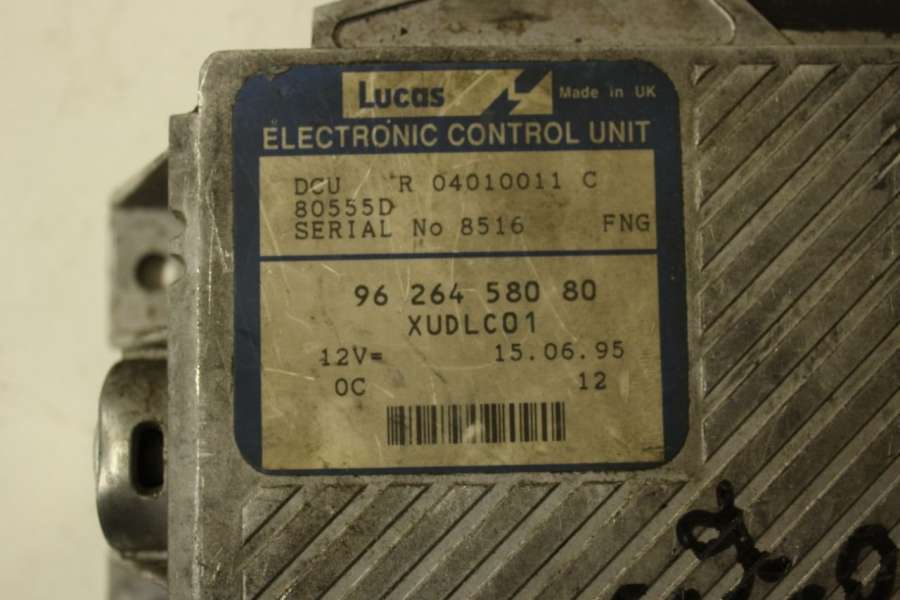 Lucas Made in UK
ELECTRONIC CONTROL UNIT
DCU R 04010011 C
80555D
SERIAL No 8516 FNG
96 264 580 80
XUDLC01
12V= 15.06.95
0C 12